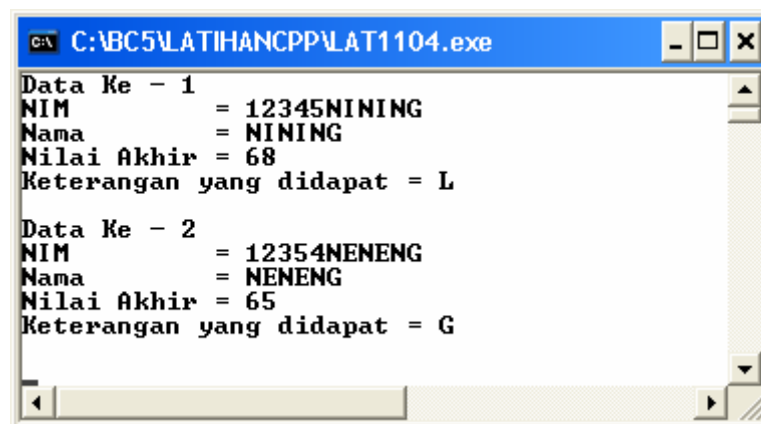 C:\BC5\LATIHANCPP\LAT1104.exe
Data Ke - 1
NIM = 12345NINING
Nama = NINING
Nilai Akhir = 68
Keterangan yang didapat = L
Data Ke - 2
NIM = 12354NENENG
Nama = NENENG
Nilai Akhir = 65
Keterangan yang didapat = G